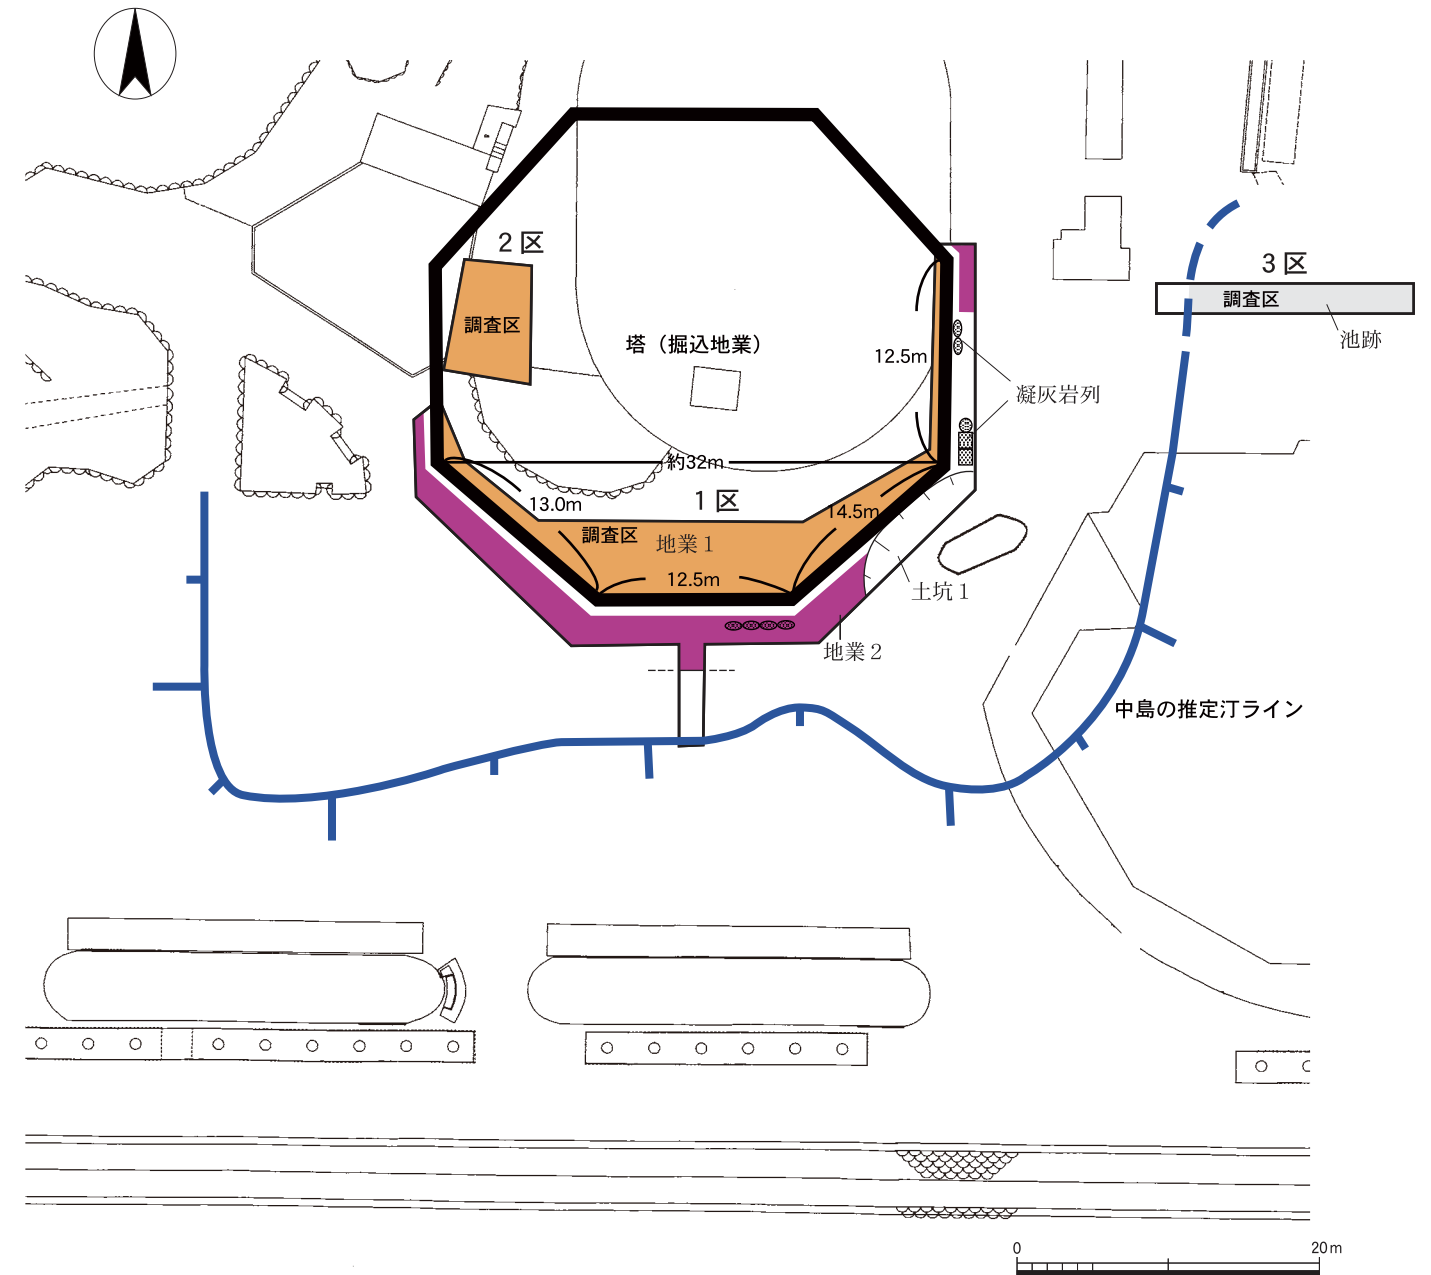 2区
3区
調査区
池跡
調査区
塔（掘込地業）
12.5m
凝灰岩列
約32m
13.0m
1区
14.5m
調査区
地業1
12.5m
土坑1
地業2
中島の推定汀ライン
0
20m